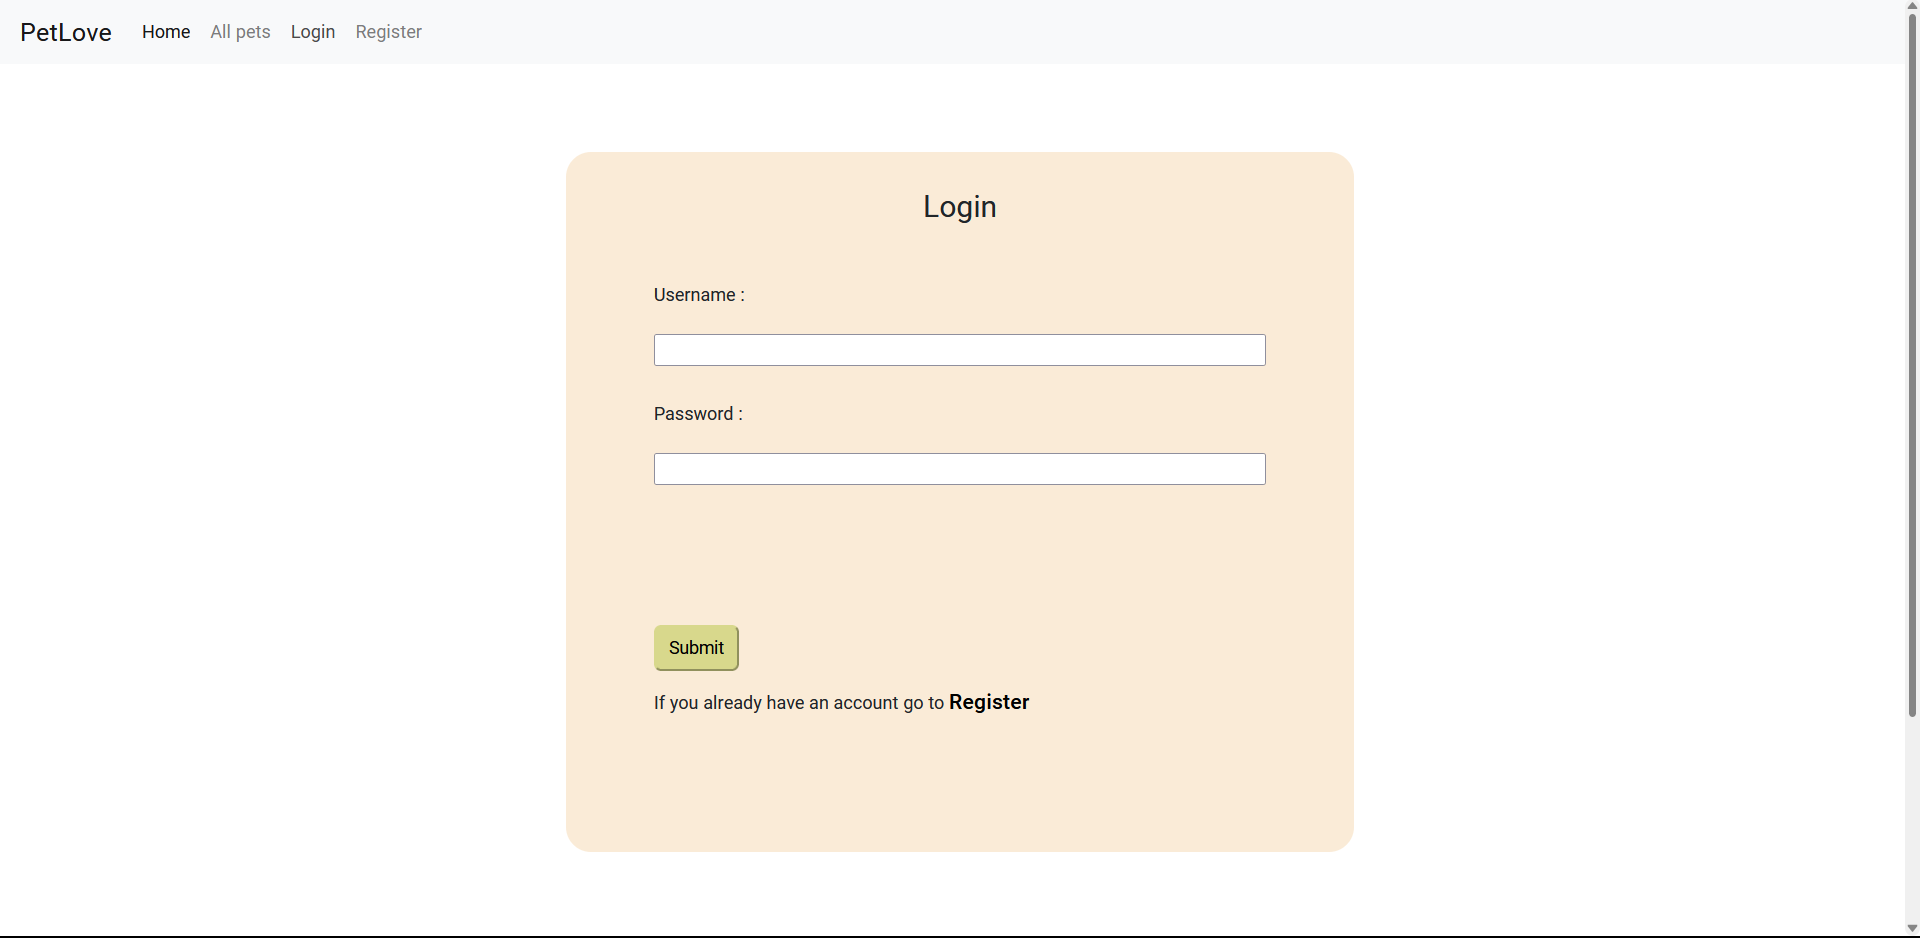 PetLove Home All pets Login Register
Login
Username :
Password :
Submit
If you already have an account go to Register